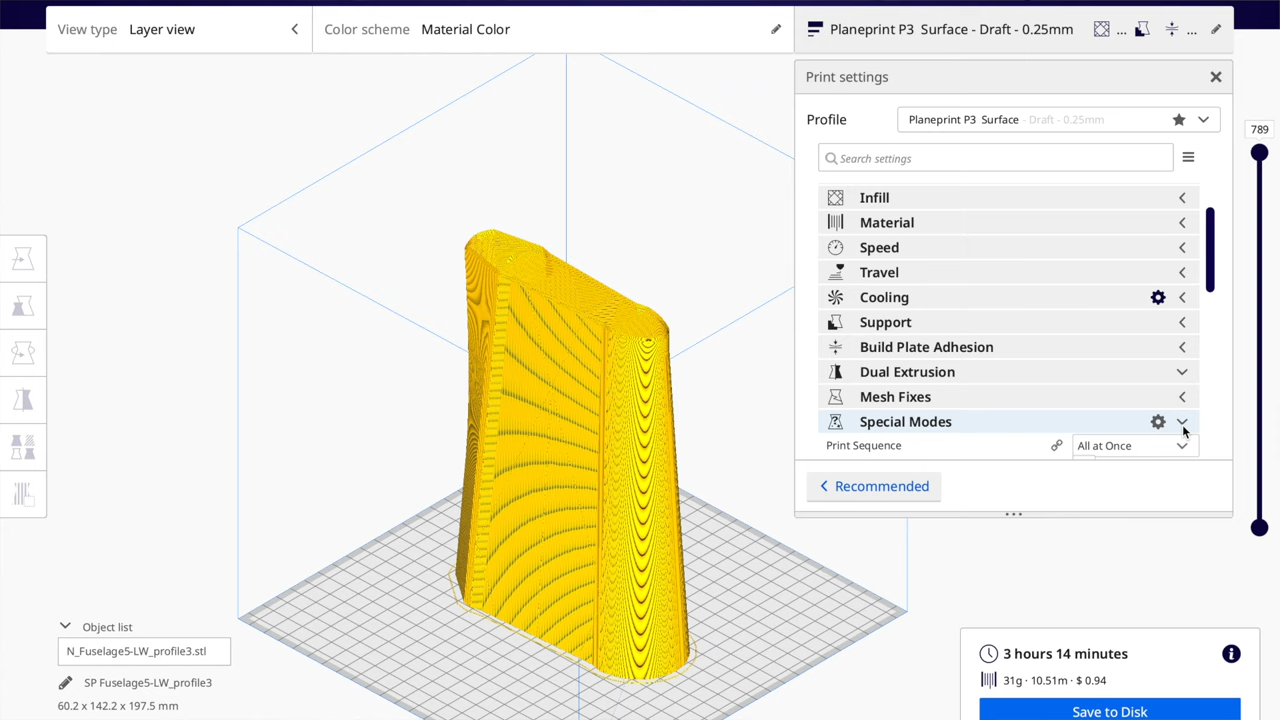 View type Layer view
Color scheme Material Color
Planeprint P3 Surface - Draft - 0.25mm ... ...
Print settings
Profile
Planeprint P3 Surface - Draft - 0.25mm
Search settings
Infill
Material
Speed
Travel
Cooling
Support
Build Plate Adhesion
Dual Extrusion
Mesh Fixes
Special Modes
Print Sequence All at Once
Recommended
789
Object list
N_Fuselage5-LW_profile3.stl
SP Fuselage5-LW_profile3
60.2 x 142.2 x 197.5 mm
3 hours 14 minutes
31g · 10.51m · $ 0.94
Save to Disk